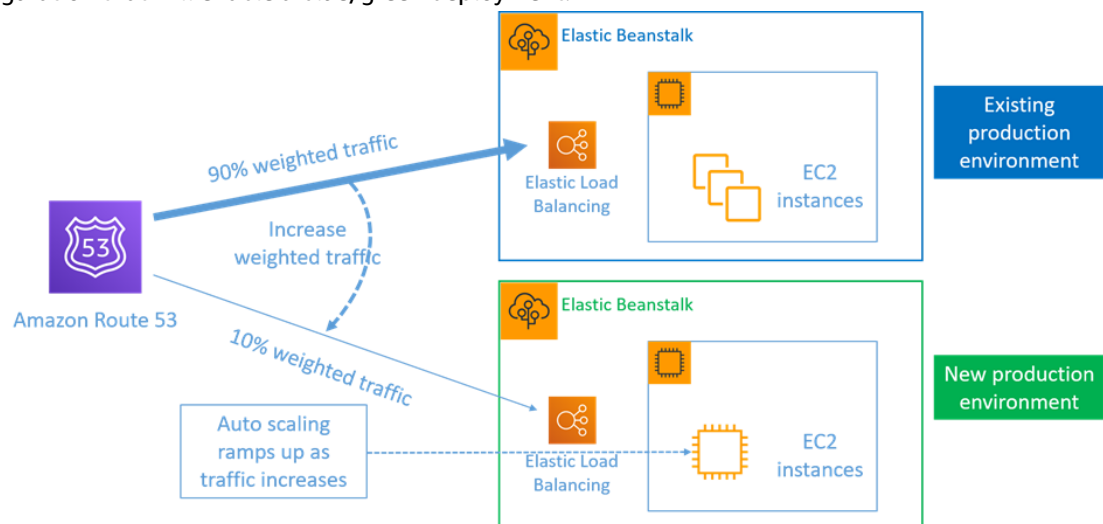 Elastic Beanstalk
90% weighted traffic
Elastic Load
Balancing
EC2
instances
Existing
production
environment
Increase
weighted traffic
53
Amazon Route 53
10% weighted traffic
Elastic Beanstalk
Auto scaling
ramps up as
traffic increases
Elastic Load
Balancing
EC2
instances
New production
environment